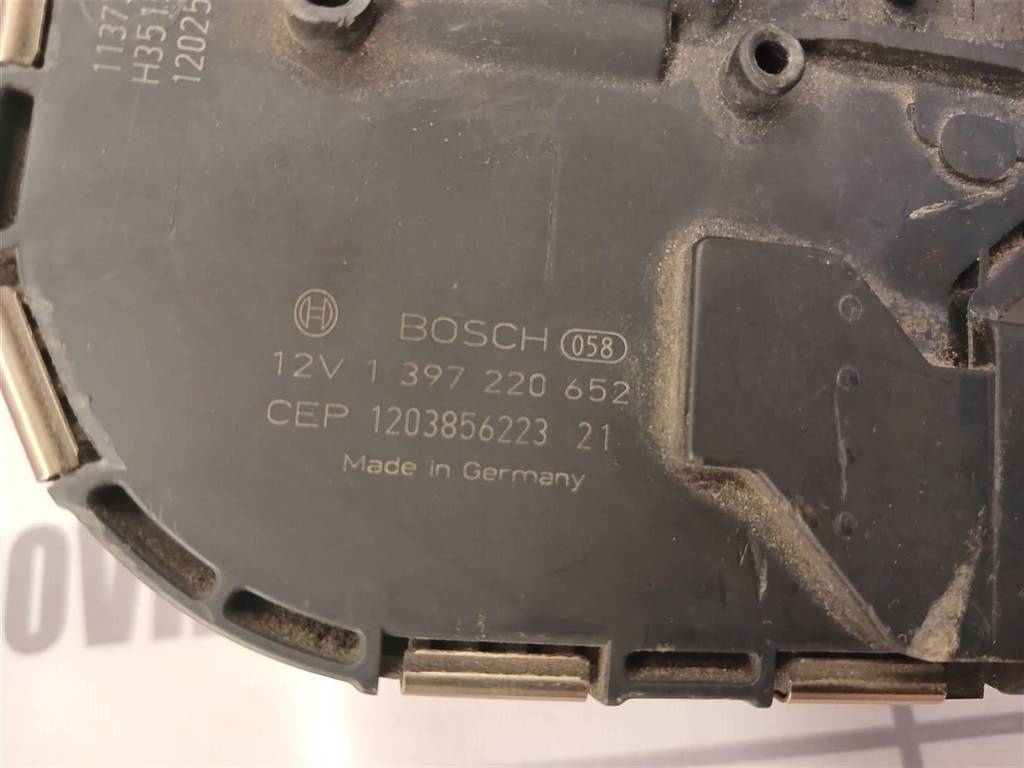 BOSCH 058
12V 1 397 220 652
CEP 1203856223 21
Made in Germany